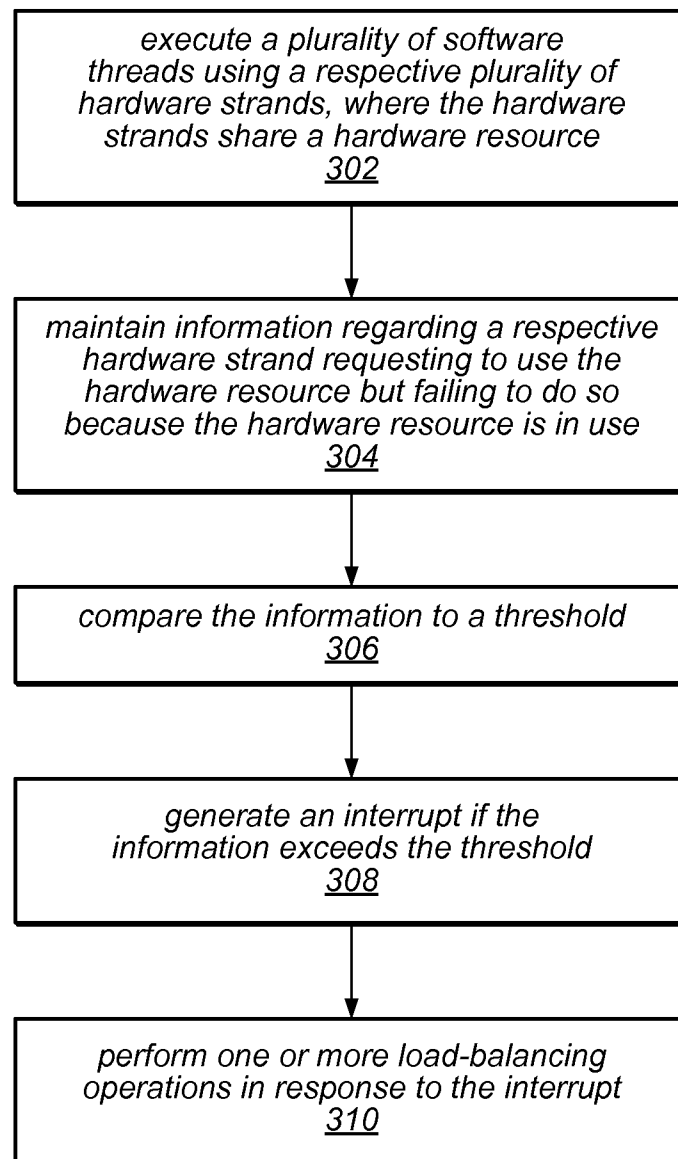 execute a plurality of software
threads using a respective plurality of
hardware strands, where the hardware
strands share a hardware resource
302
maintain information regarding a respective
hardware strand requesting to use the
hardware resource but failing to do so
because the hardware resource is in use
304
compare the information to a threshold
306
generate an interrupt if the
information exceeds the threshold
308
perform one or more load-balancing
operations in response to the interrupt
310